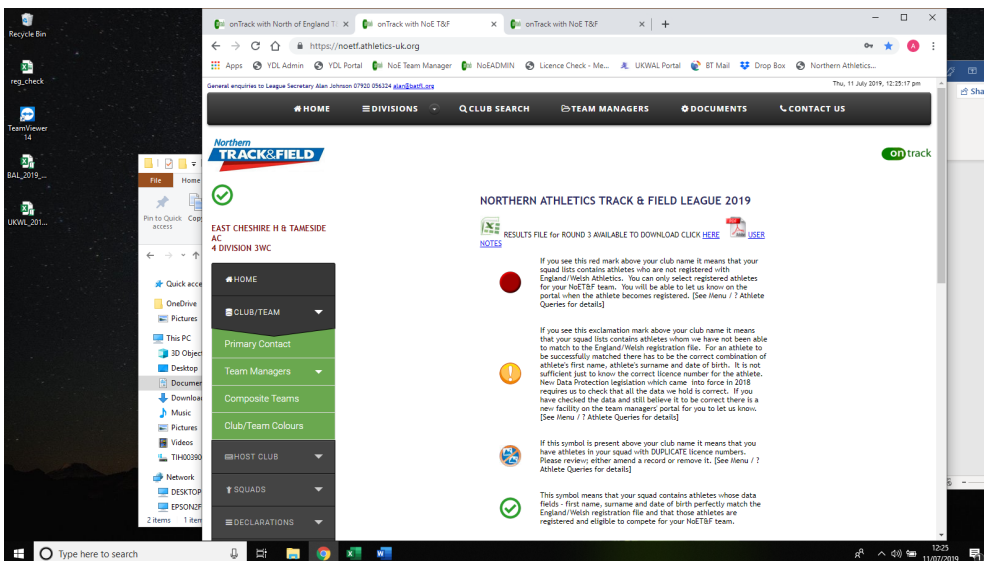 Recycle Bin
reg_check
TeamViewer
14
BAL_2019_...
UKWL_201...
onTrack with North of England Ti
onTrack with NoE T&F
onTrack with NoE T&F
https://noetf.athletics-uk.org
Apps YDL Admin YDL Portal NoE Team Manager NoEADMIN Licence Check - Me... UKWAL Portal BT Mail Drop Box Northern Athletics...
General enquiries to League Secretary Alan Johnson 07920 056324 alan@batfl.org
Thu, 11 July 2019, 12:25:17 pm
HOME DIVISIONS CLUB SEARCH TEAM MANAGERS DOCUMENTS CONTACT US
Northern
TRACK&FIELD
on track
EAST CHESHIRE H & TAMESIDE
AC
4 DIVISION 3WC
HOME
CLUB/TEAM
Primary Contact
Team Managers
Composite Teams
Club/Team Colours
HOST CLUB
SQUADS
DECLARATIONS
NORTHERN ATHLETICS TRACK & FIELD LEAGUE 2019
RESULTS FILE for ROUND 3 AVAILABLE TO DOWNLOAD CLICK HERE USER
NOTES
If you see this red mark above your club name it means that your
squad lists contains athletes who are not registered with
England/Welsh Athletics. You can only select registered athletes
for your NoET&F team. You will be able to let us know on the
portal when the athlete becomes registered. [See Menu / ? Athlete
Queries for details]
If you see this exclamation mark above your club name it means
that your squad lists contains athletes whom we have not been able
to match to the England/Welsh registration file. For an athlete to
be successfully matched there has to be the correct combination of
athlete's first name, athlete's surname and date of birth. It is not
sufficient just to know the correct licence number for the athlete.
New Data Protection legislation which came into force in 2018
requires us to check that all the data we hold is correct. If you
have checked the data and still believe it to be correct there is a
new facility on the team managers' portal for you to let us know.
[See Menu / ? Athlete Queries for details]
If this symbol is present above your club name it means that you
have athletes in your squad with DUPLICATE licence numbers.
Please review; either amend a record or remove it. [See Menu / ?
Athlete Queries for details]
This symbol means that your squad contains athletes whose data
fields - first name, surname and date of birth perfectly match the
England/Welsh registration file and that those athletes are
registered and eligible to compete for your NoET&F team.
File Home
Pin to Quick Copy
access
Quick acce
OneDrive
Pictures
This PC
3D Objec
Desktop
Documer
Downloa
Music
Pictures
Videos
TIH00390
Network
DESKTOP
EPSON2F
2 items 1 item
Sha
Type here to search
12:25
11/07/2019